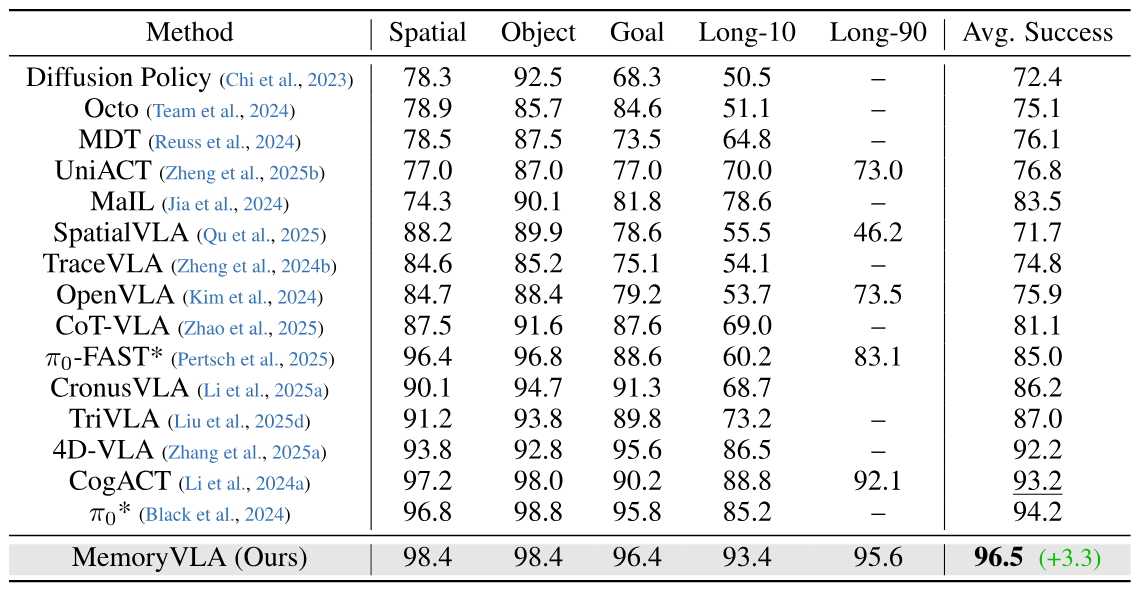 Method Spatial Object Goal Long-10 Long-90 Avg. Success
Diffusion Policy (Chi et al., 2023) 78.3 92.5 68.3 50.5 – 72.4
Octo (Team et al., 2024) 78.9 85.7 84.6 51.1 – 75.1
MDT (Reuss et al., 2024) 78.5 87.5 73.5 64.8 – 76.1
UniACT (Zheng et al., 2025b) 77.0 87.0 77.0 70.0 73.0 76.8
MaIL (Jia et al., 2024) 74.3 90.1 81.8 78.6 – 83.5
SpatialVLA (Qu et al., 2025) 88.2 89.9 78.6 55.5 46.2 71.7
TraceVLA (Zheng et al., 2024b) 84.6 85.2 75.1 54.1 – 74.8
OpenVLA (Kim et al., 2024) 84.7 88.4 79.2 53.7 73.5 75.9
CoT-VLA (Zhao et al., 2025) 87.5 91.6 87.6 69.0 – 81.1
π₀-FAST* (Pertsch et al., 2025) 96.4 96.8 88.6 60.2 83.1 85.0
CronusVLA (Li et al., 2025a) 90.1 94.7 91.3 68.7 86.2
TriVLA (Liu et al., 2025d) 91.2 93.8 89.8 73.2 – 87.0
4D-VLA (Zhang et al., 2025a) 93.8 92.8 95.6 86.5 – 92.2
CogACT (Li et al., 2024a) 97.2 98.0 90.2 88.8 92.1 93.2
π₀* (Black et al., 2024) 96.8 98.8 95.8 85.2 – 94.2
MemoryVLA (Ours) 98.4 98.4 96.4 93.4 95.6 96.5 (+3.3)